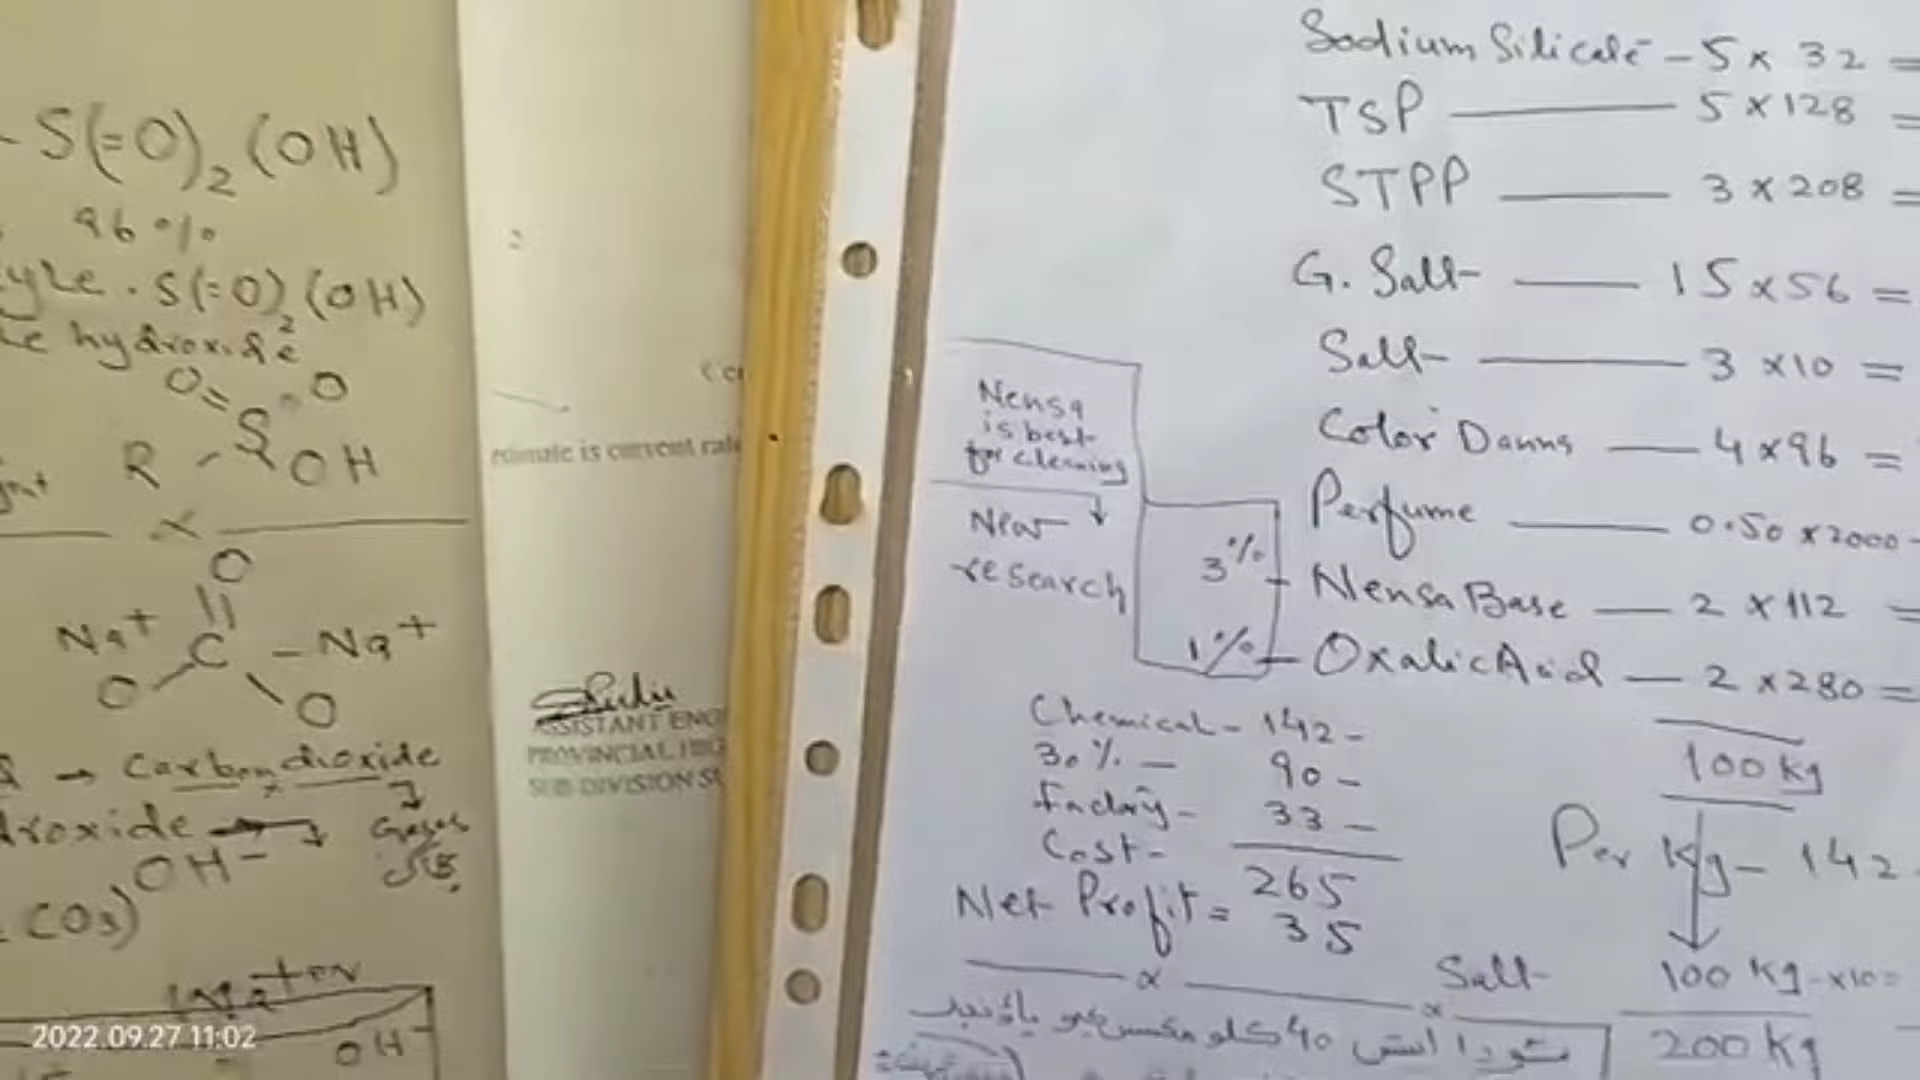 - S(=O)₂(OH)
96%
S(=O)₂(OH)
hydroxide
O=S=O
R - OH
O
Na⁺ C - Na⁺
O O
→ Carbon dioxide
→ Gases
OH-
CO3)
Water
OH
2022.09.27 11:02
estimate is current rate
ASSISTANT ENG
PROVINCIAL HIG
SUB DIVISION SU
Sodium Silicate - 5 x 32 =
TSP — 5 x 128 =
STPP — 3 x 208 =
G. Salt — 15 x 56 =
Salt — 3 x 10 =
Color Danns — 4 x 96 =
Perfume — 0.50 x 2000 -
3% - Nensa Base — 2 x 112 =
1% - Oxalic Acid — 2 x 280 =
100 kg
Nensa
is best
for cleaning
New
research
Chemical - 142 -
30% - 90 -
Factory - 33 -
Cost -
265
Net Profit = 35
Per Kg - 142
Salt 100 Kg - x10 =
200 Kg